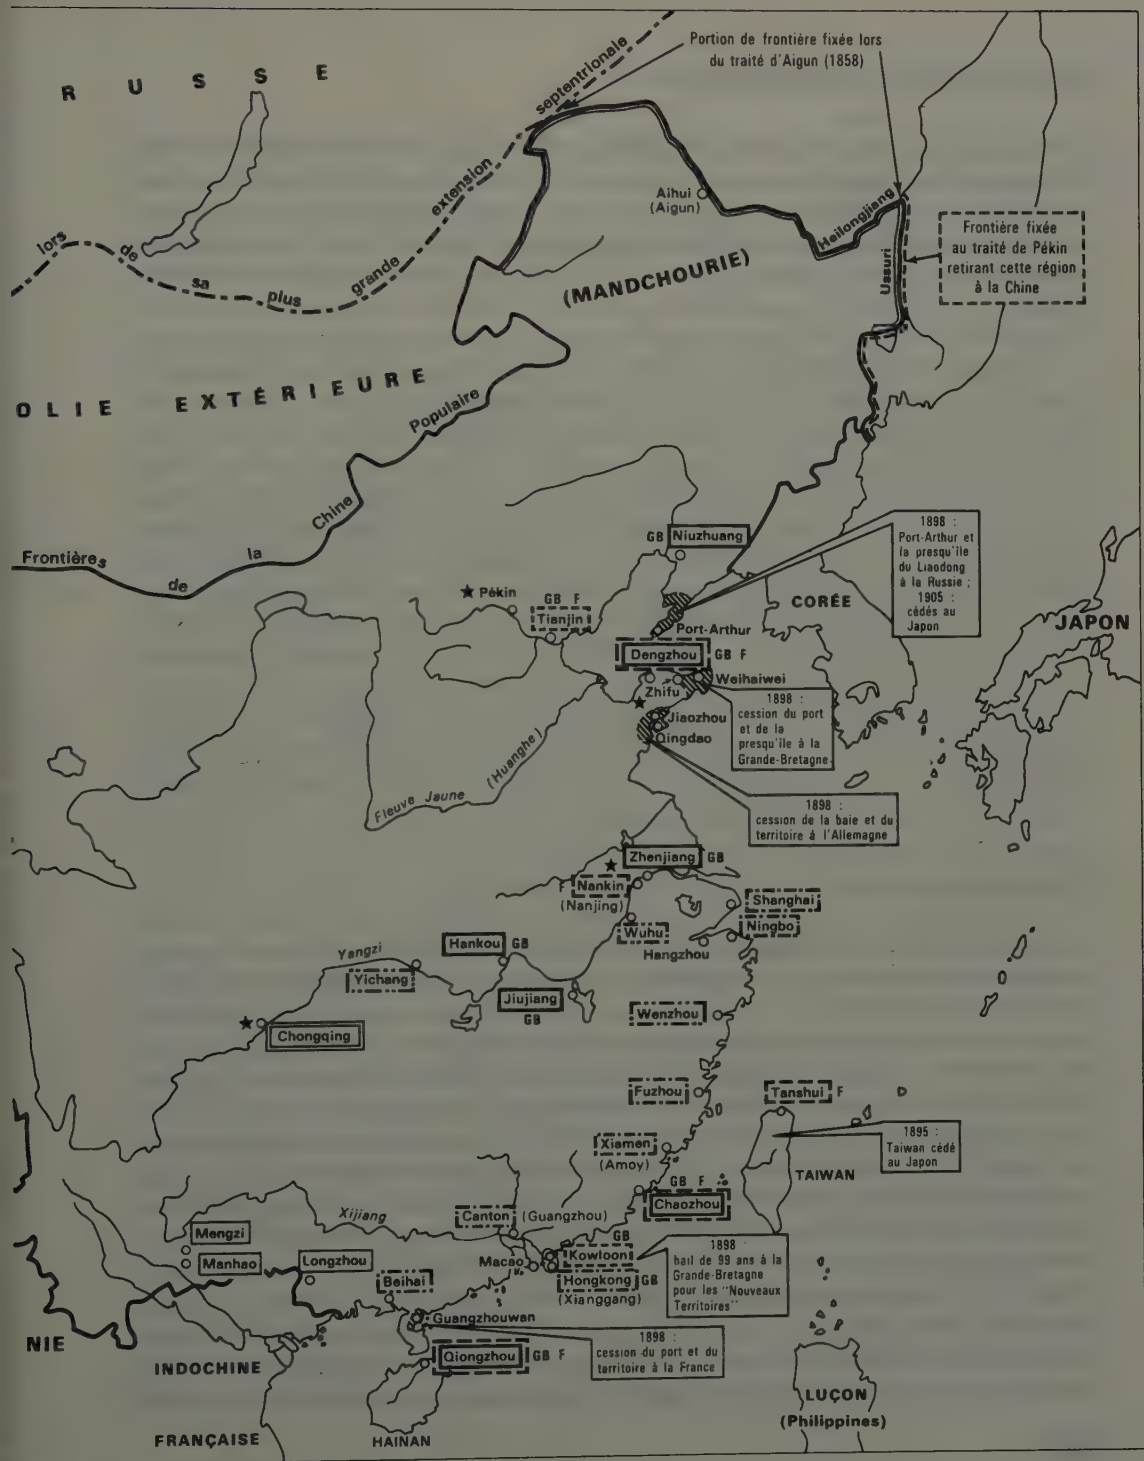 RUSSE
Portion de frontière fixée lors
du traité d'Aigun (1858)
lors de sa plus grande extension septentrionale
Aihui
(Aigun)
Heilongjiang
Ussuri
Frontière fixée
au traité de Pékin
retirant cette région
à la Chine
(MANDCHOURIE)
OLIE EXTÉRIEURE
Frontières de la Chine Populaire
GB Niuzhuang
1898 :
Port-Arthur et
la presqu'île
du Liaodong
à la Russie ;
1905 :
cédés au
Japon
★ Pékin
GB F
Tianjin
CORÉE
JAPON
Port-Arthur
Dengzhou GB F
Zhifu
Weihaiwei
★
1898 :
cession du port
et de la
presqu'île à la
Grande-Bretagne
Jiaozhou
Qingdao
Fleuve Jaune (Huanghe)
1898 :
cession de la baie et du
territoire à l'Allemagne
Zhenjiang GB
★
F Nankin
(Nanjing)
Shanghai
Ningbo
Wuhu
Hangzhou
Hankou GB
Yangzi
Yichang
Jiujiang
GB
Wenzhou
★
Chongqing
Fuzhou
Tanshui F
1895 :
Taiwan cédé
au Japon
Xiamen
(Amoy)
TAIWAN
GB F
Chaozhou
Xijiang
Canton (Guangzhou)
Mengzi
Manhao
Longzhou
Beihai
Macao
GB
Kowloon
Hongkong GB
(Xianggang)
1898 :
bail de 99 ans à la
Grande-Bretagne
pour les "Nouveaux
Territoires"
Guangzhouwan
1898 :
cession du port et du
territoire à la France
Qiongzhou GB F
NIE
INDOCHINE
FRANÇAISE
HAINAN
LUÇON
(Philippines)